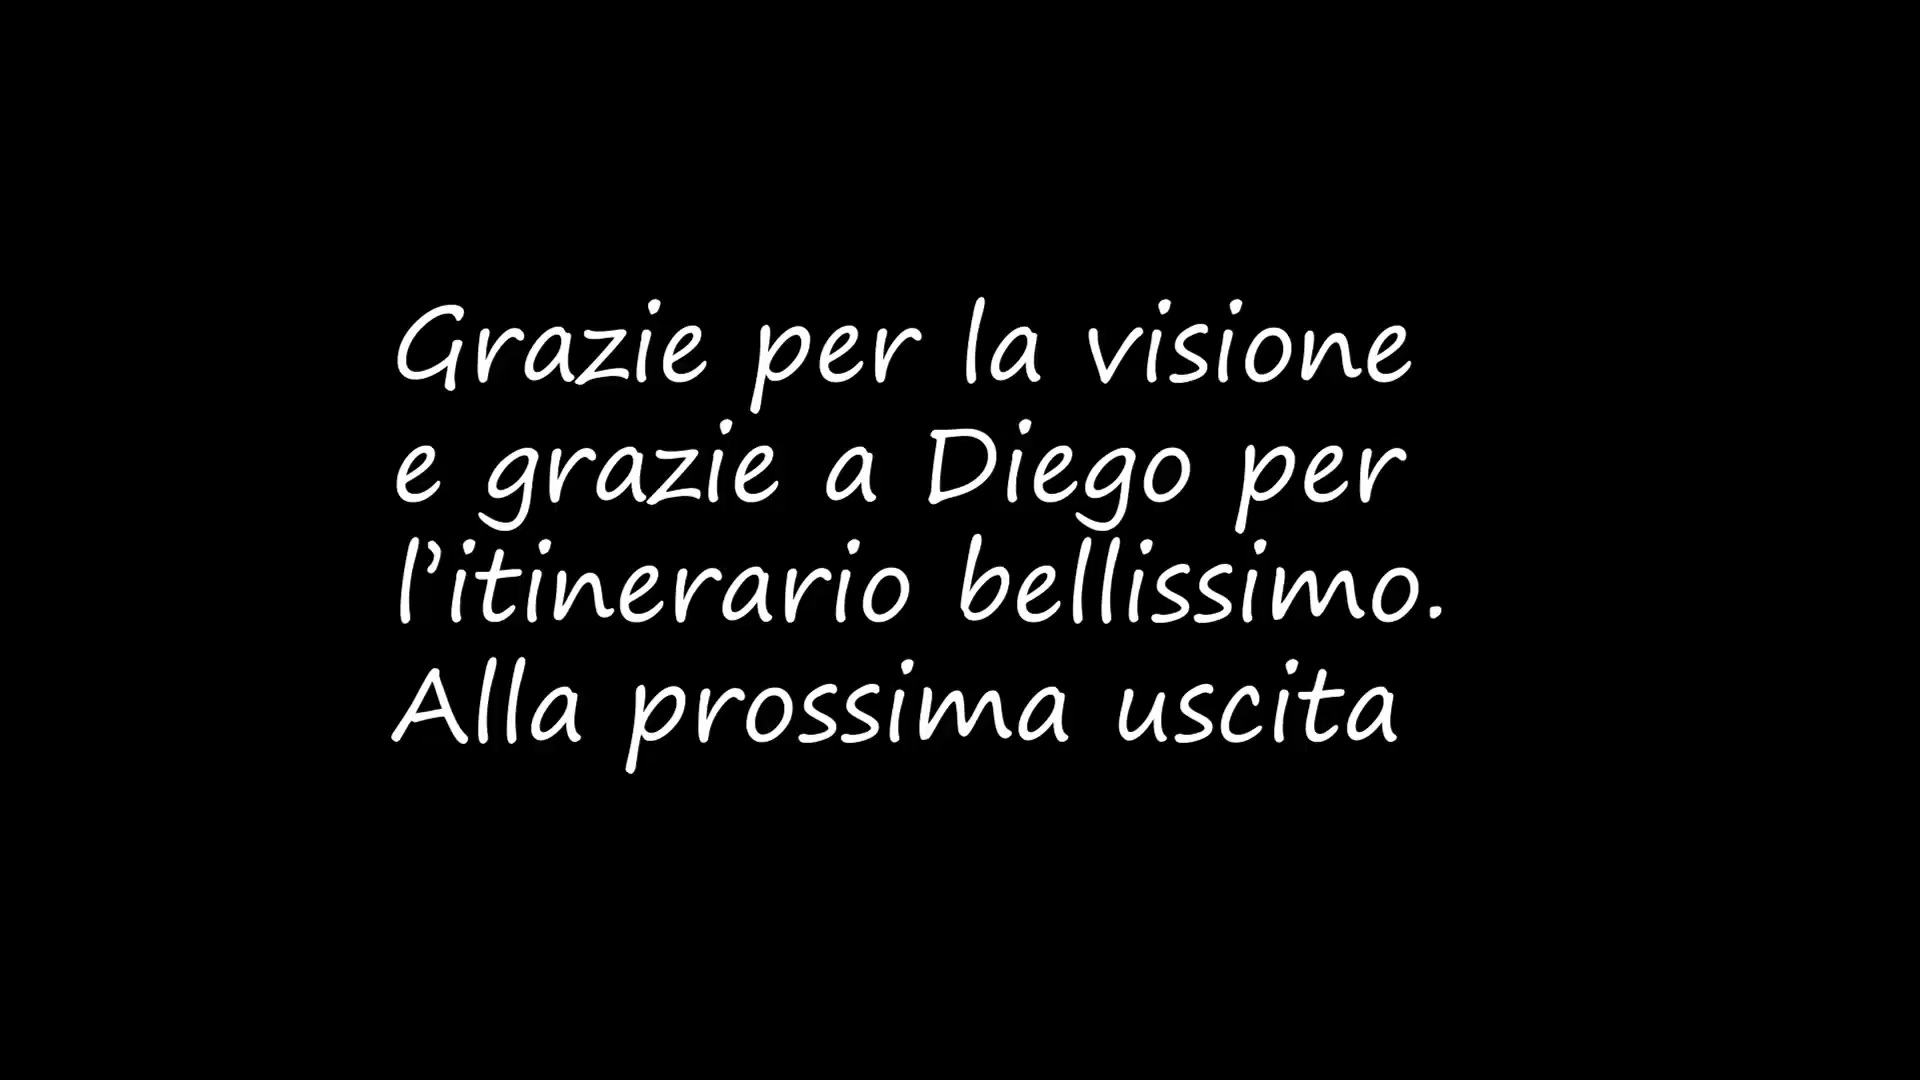 Grazie per la visione
e grazie a Diego per
l’itinerario bellissimo.
Alla prossima uscita